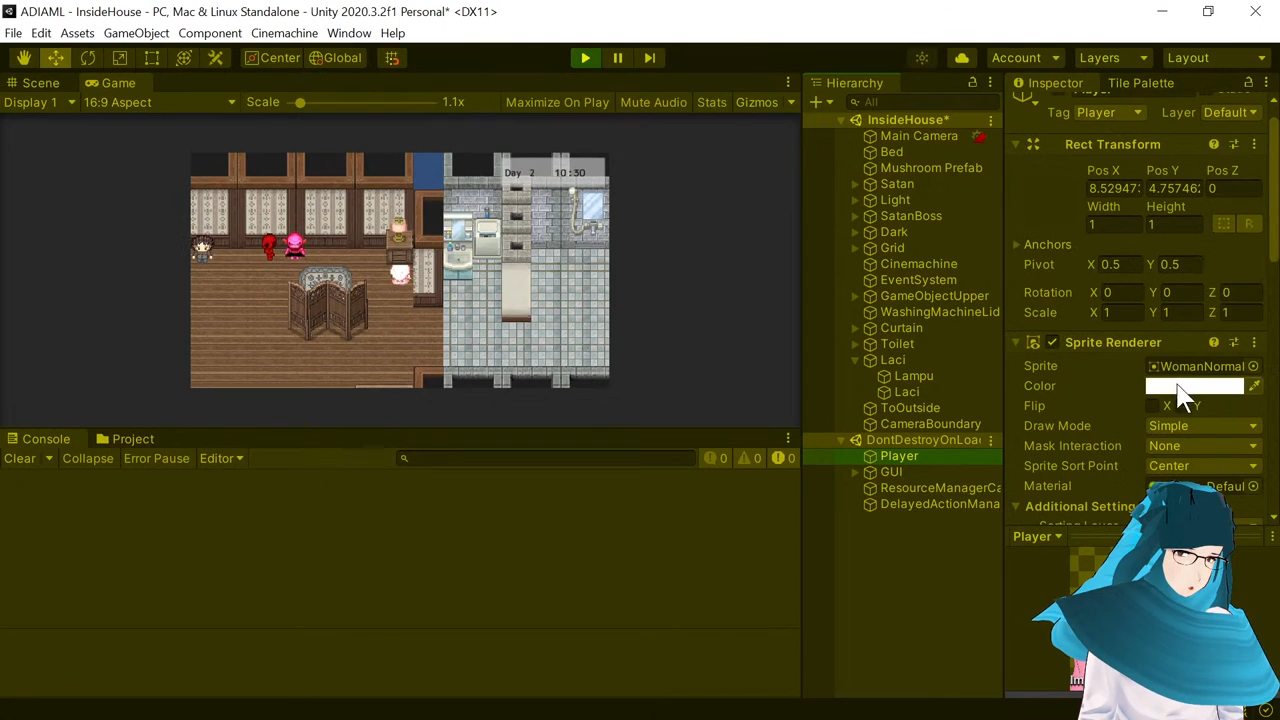 ADIAML - InsideHouse - PC, Mac & Linux Standalone - Unity 2020.3.2f1 Personal* <DX11>
File Edit Assets GameObject Component Cinemachine Window Help
Center Global Account Layers Layout
Scene Game Hierarchy Inspector Tile Palette
Display 1 16:9 Aspect Scale 1.1x Maximize On Play Mute Audio Stats Gizmos All
Tag Player Layer Default
InsideHouse*
Main Camera
Bed
Mushroom Prefab
Satan
Light
SatanBoss
Dark
Grid
Cinemachine
EventSystem
GameObjectUpper
WashingMachineLid
Curtain
Toilet
Laci
Lampu
Laci
ToOutside
CameraBoundary
DontDestroyOnLoa
Player
GUI
ResourceManagerCa
DelayedActionMana
Day 2 10:30
Rect Transform
Pos X Pos Y Pos Z
8.529473 4.757462 0
Width Height
1 1
R
Anchors
Pivot X 0.5 Y 0.5
Rotation X 0 Y 0 Z 0
Scale X 1 Y 1 Z 1
Sprite Renderer
Sprite WomanNormal
Color
Flip X Y
Draw Mode Simple
Mask Interaction None
Sprite Sort Point Center
Material Defaul
Additional Setting
Player
Console Project
Clear Collapse Error Pause Editor 0 0 0